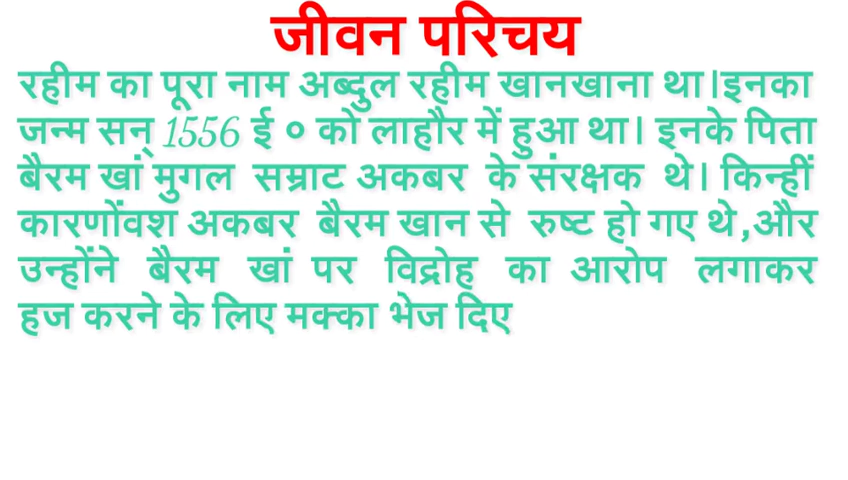 जीवन परिचय
रहीम का पूरा नाम अब्दुल रहीम खानखाना था।इनका
जन्म सन् 1556 ई ० को लाहौर में हुआ था। इनके पिता
बैरम खां मुगल सम्राट अकबर के संरक्षक थे। किन्हीं
कारणोंवश अकबर बैरम खान से रुष्ट हो गए थे,और
उन्होंने बैरम खां पर विद्रोह का आरोप लगाकर
हज करने के लिए मक्का भेज दिए